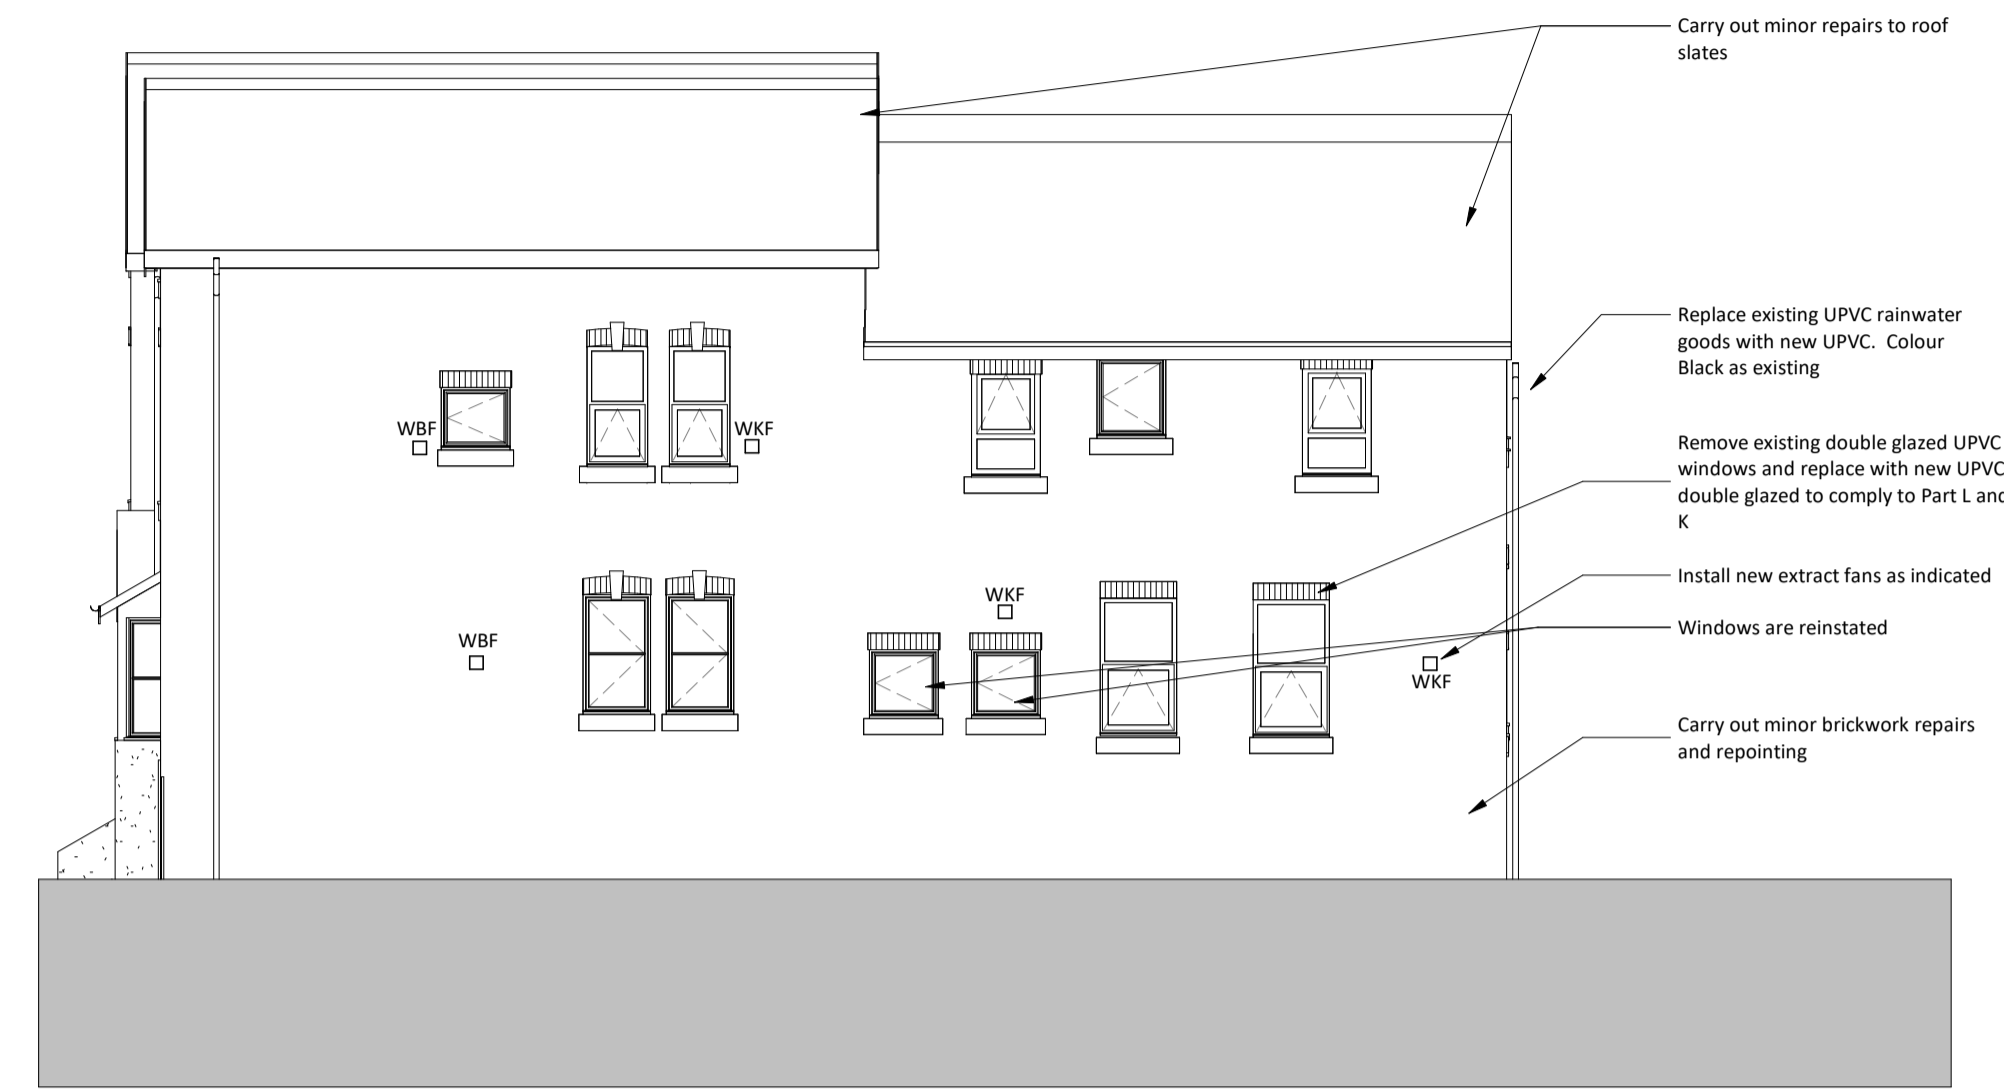 Carry out minor repairs to roof
slates
Replace existing UPVC rainwater
goods with new UPVC. Colour
Black as existing
WBF
WKF
Remove existing double glazed UPVC
windows and replace with new UPVC
double glazed to comply to Part L and
K
Install new extract fans as indicated
WKF
Windows are reinstated
WBF
WKF
Carry out minor brickwork repairs
and repointing